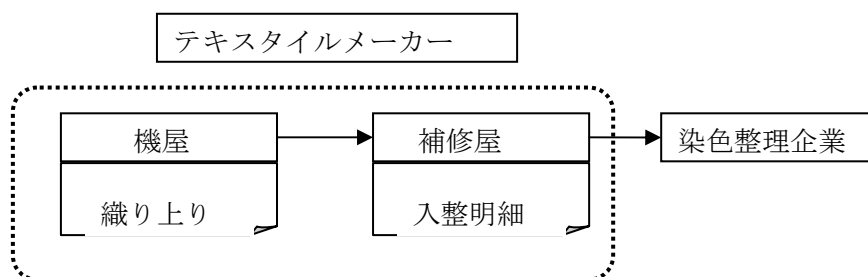 テキスタイルメーカー
機屋
補修屋
染色整理企業
織り上り
入整明細